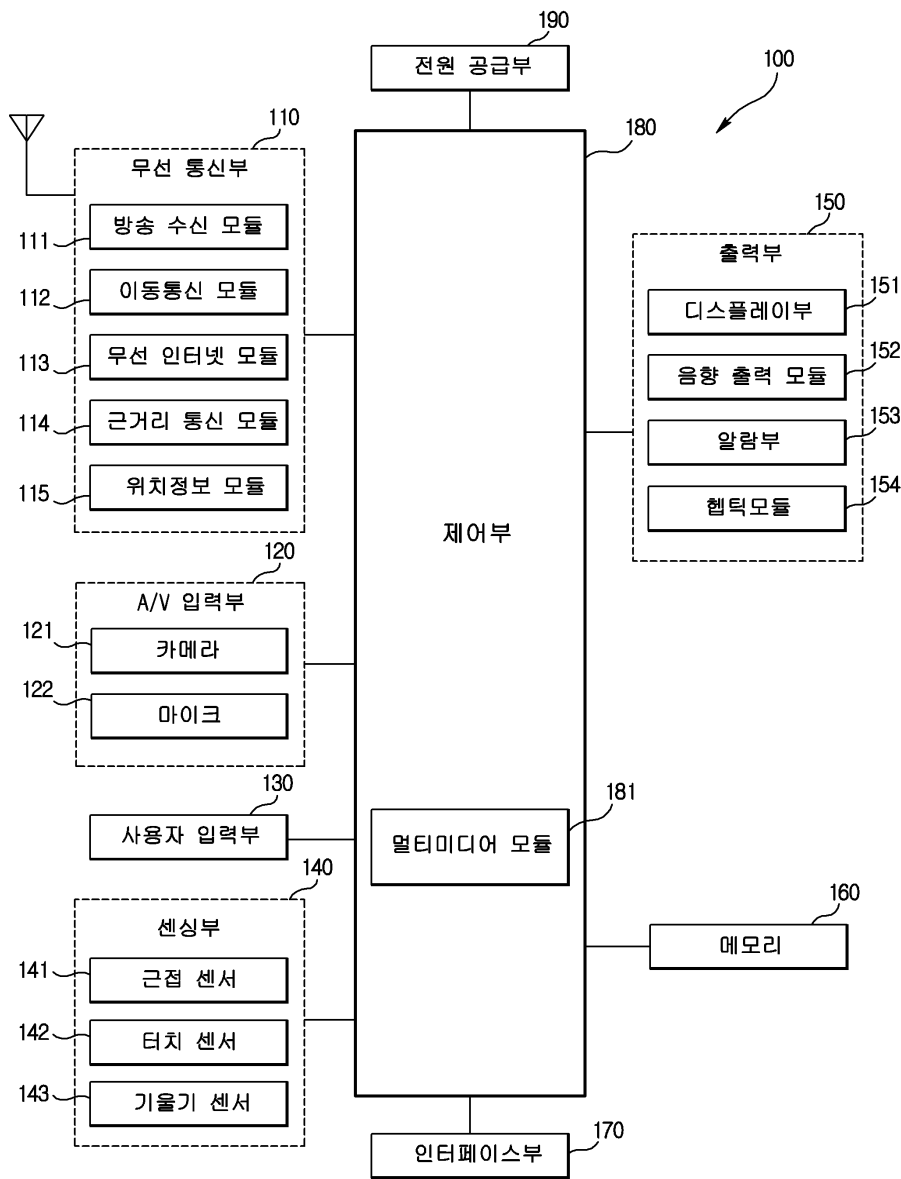 190
전원 공급부
100
110
무선 통신부
180
방송 수신 모듈
111
이동통신 모듈
112
무선 인터넷 모듈
113
근거리 통신 모듈
114
위치정보 모듈
115
150
출력부
디스플레이부
151
음향 출력 모듈
152
알람부
153
헵틱모듈
154
제어부
120
A/V 입력부
121
카메라
122
마이크
130
사용자 입력부
멀티미디어 모듈
181
140
센싱부
141
근접 센서
142
터치 센서
143
기울기 센서
160
메모리
인터페이스부
170